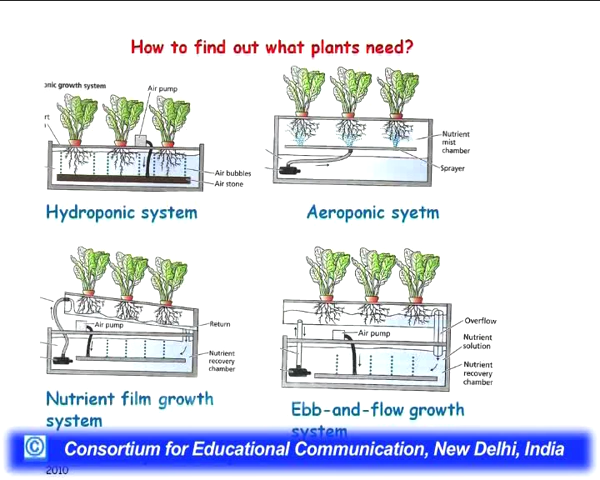 How to find out what plants need?
onic growth system
Air pump
rt
Air bubbles
Air stone
Nutrient
mist
chamber
Sprayer
Hydroponic system
Aeroponic syetm
Air pump
Return
Nutrient
recovery
chamber
Overflow
Air pump
Nutrient
solution
Nutrient
recovery
chamber
Nutrient film growth
system
Ebb-and-flow growth
system
© Consortium for Educational Communication, New Delhi, India
2010